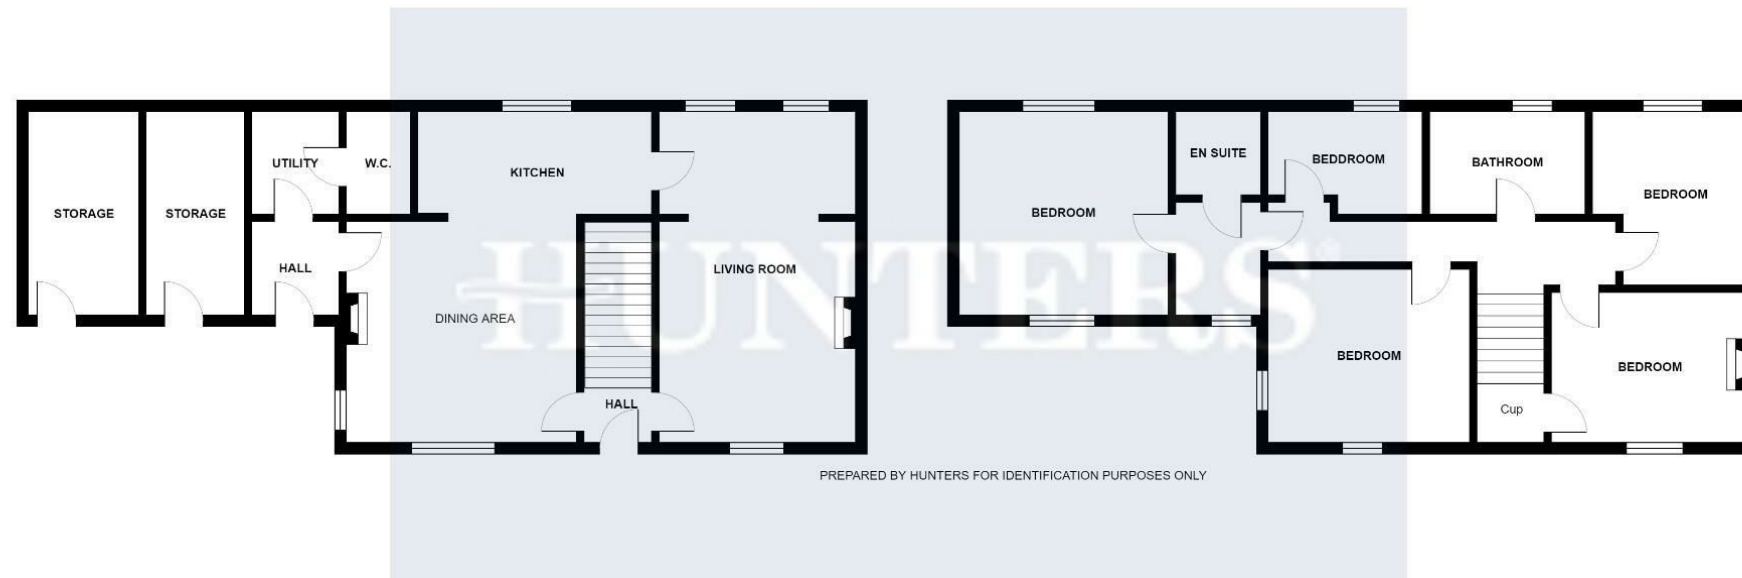 STORAGE
STORAGE
UTILITY
W.C.
HALL
KITCHEN
DINING AREA
HALL
LIVING ROOM
BEDROOM
EN SUITE
BEDDROOM
BATHROOM
BEDROOM
BEDROOM
Cup
BEDROOM
HUNTERS®
PREPARED BY HUNTERS FOR IDENTIFICATION PURPOSES ONLY